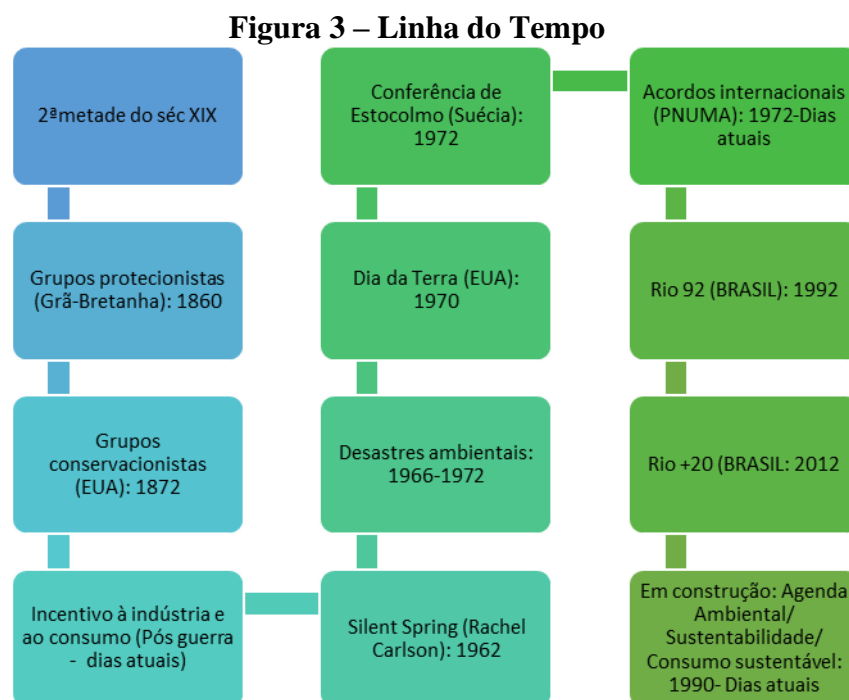 Figura 3 – Linha do Tempo
2ªmetade do séc XIX
Grupos protecionistas
(Grã-Bretanha): 1860
Grupos
conservacionistas
(EUA): 1872
Incentivo à indústria e
ao consumo (Pós guerra
- dias atuais)
Silent Spring (Rachel
Carlson): 1962
Desastres ambientais:
1966-1972
Dia da Terra (EUA):
1970
Conferência de
Estocolmo (Suécia):
1972
Acordos internacionais
(PNUMA): 1972-Dias
atuais
Rio 92 (BRASIL): 1992
Rio +20 (BRASIL: 2012
Em construção: Agenda
Ambiental/
Sustentabilidade/
Consumo sustentável:
1990- Dias atuais